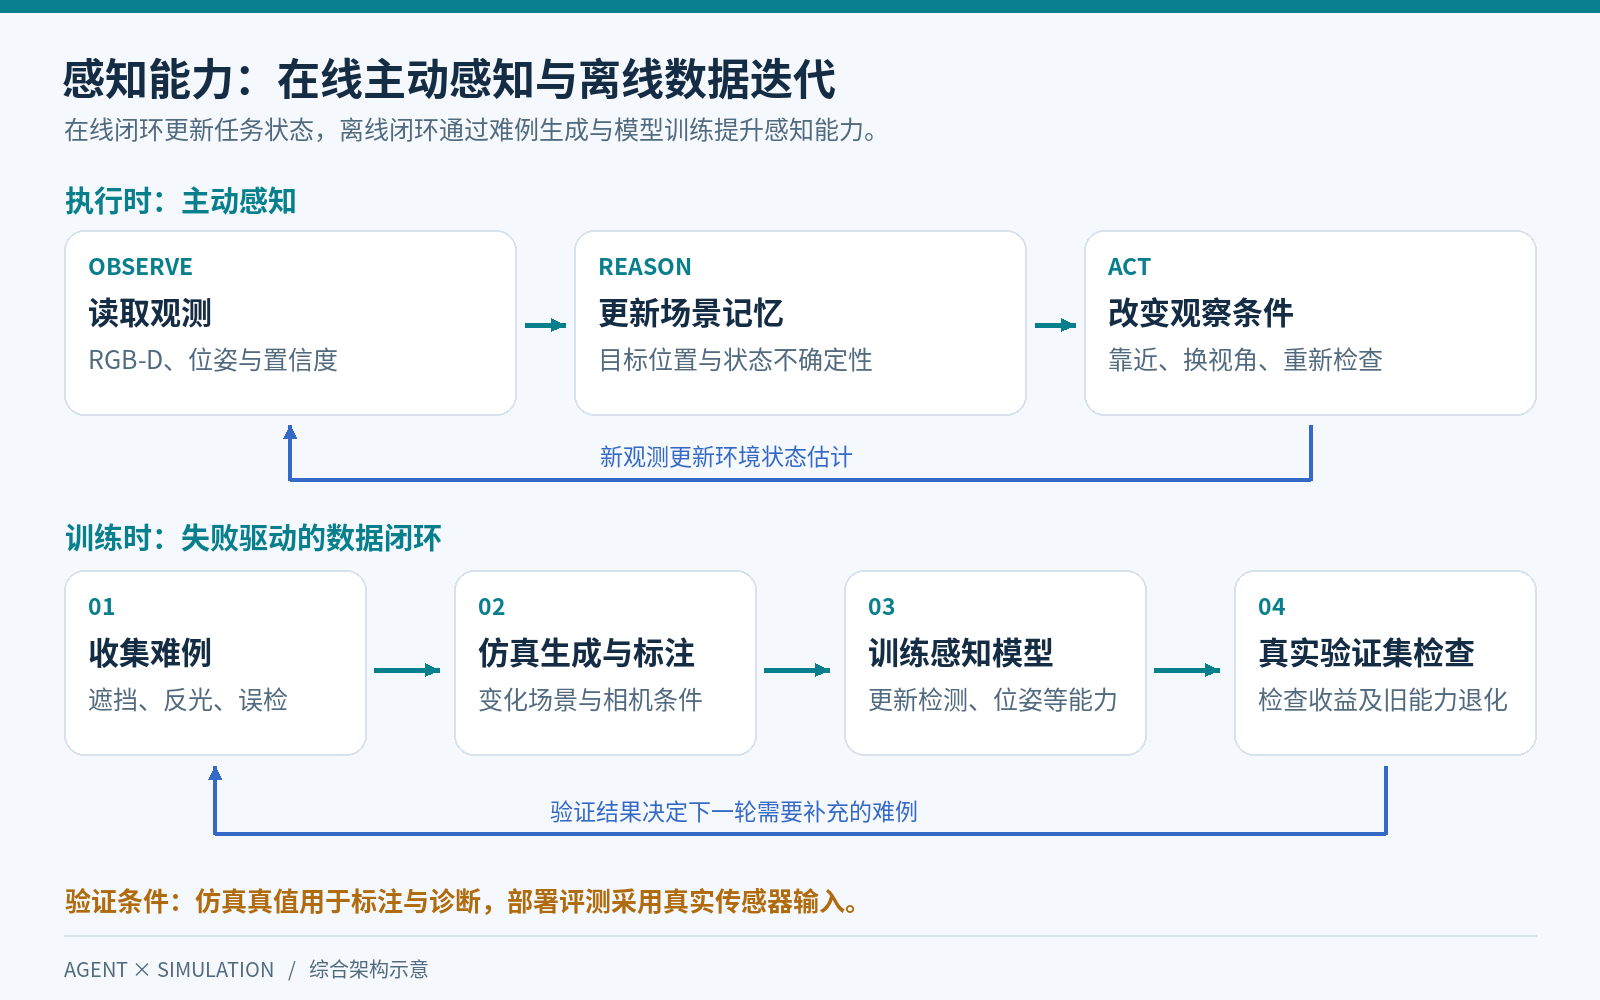 感知能力：在线主动感知与离线数据迭代
在线闭环更新任务状态，离线闭环通过难例生成与模型训练提升感知能力。
执行时：主动感知
OBSERVE
读取观测
RGB-D、位姿与置信度
REASON
更新场景记忆
目标位置与状态不确定性
ACT
改变观察条件
靠近、换视角、重新检查
新观测更新环境状态估计
训练时：失败驱动的数据闭环
01
收集难例
遮挡、反光、误检
02
仿真生成与标注
变化场景与相机条件
03
训练感知模型
更新检测、位姿等能力
04
真实验证集检查
检查收益及旧能力退化
验证结果决定下一轮需要补充的难例
验证条件：仿真真值用于标注与诊断，部署评测采用真实传感器输入。
AGENT × SIMULATION / 综合架构示意